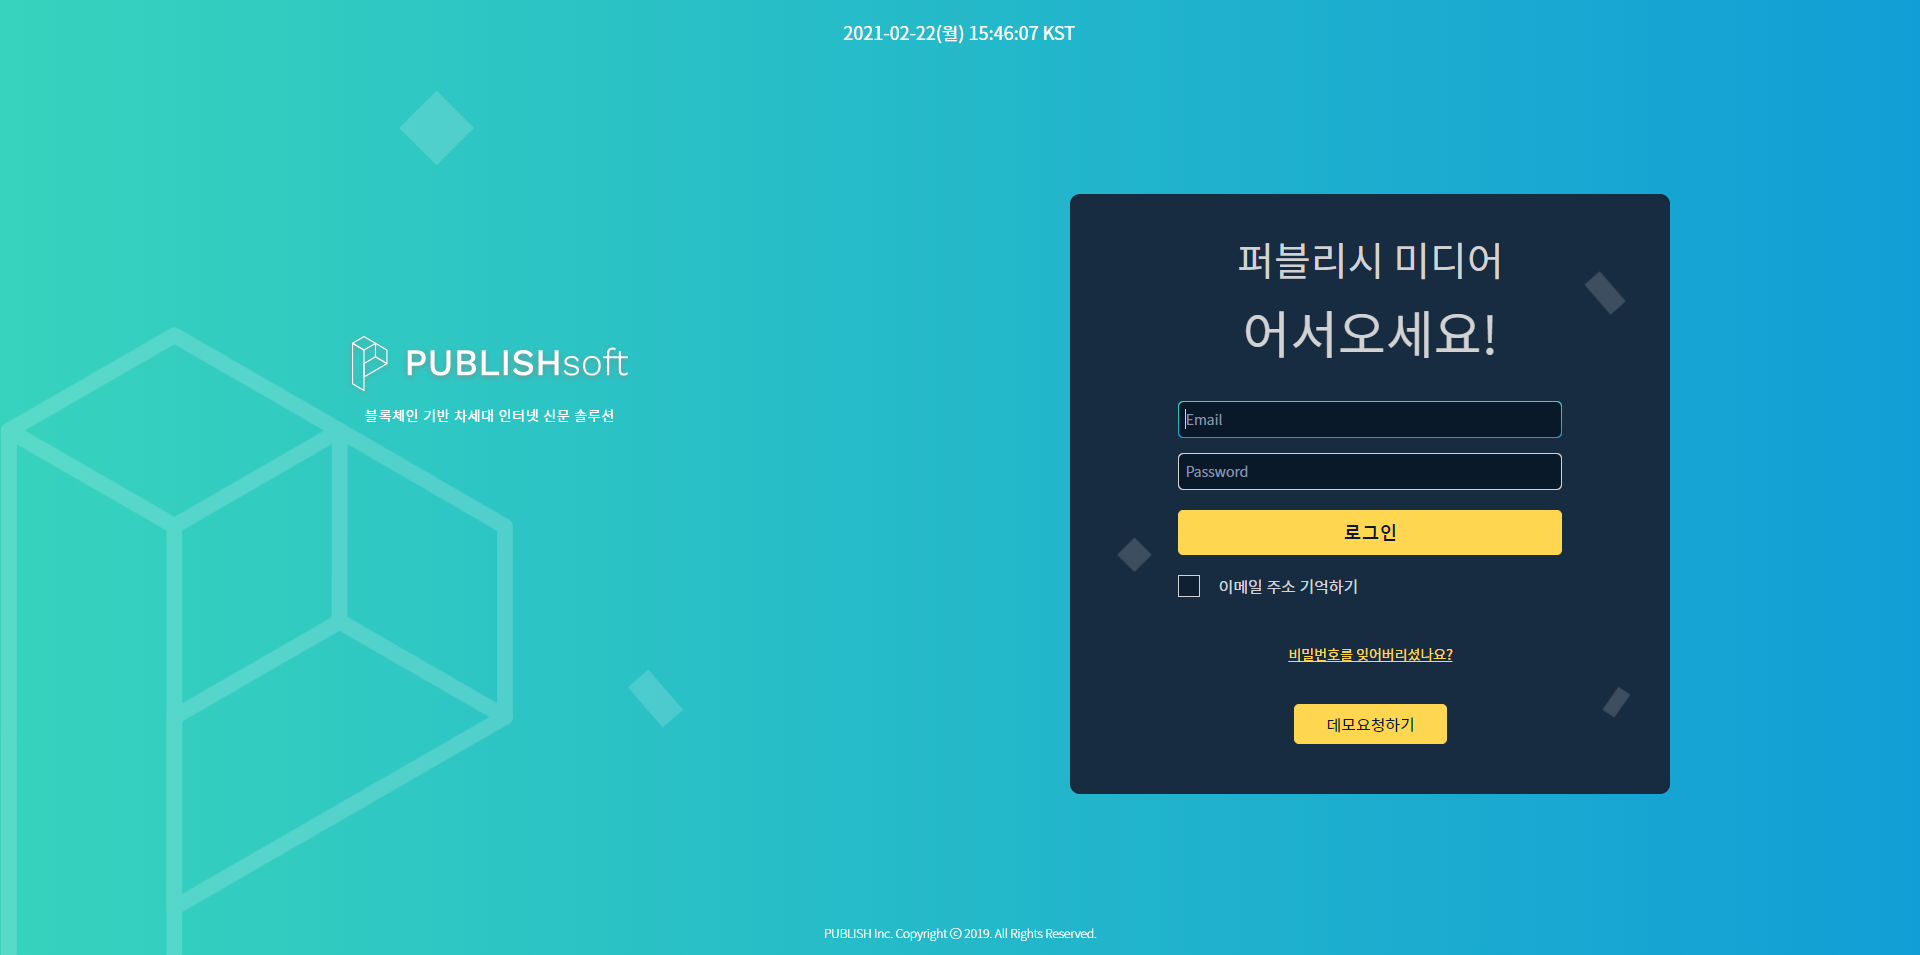 2021-02-22(월) 15:46:07 KST
PUBLISHsoft
블록체인 기반 차세대 인터넷 신문 솔루션
퍼블리시 미디어
어서오세요!
Email
Password
로그인
이메일 주소 기억하기
비밀번호를 잊어버리셨나요?
데모요청하기
PUBLISH Inc. Copyright ⓒ 2019. All Rights Reserved.